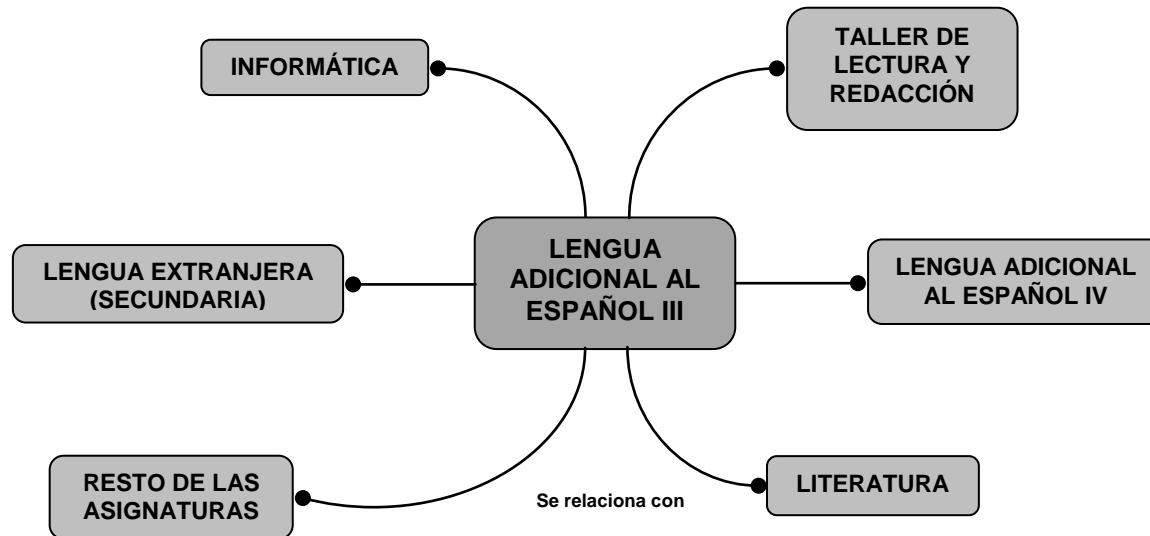 INFORMÁTICA
TALLER DE
LECTURA Y
REDACCIÓN
LENGUA EXTRANJERA
(SECUNDARIA)
LENGUA
ADICIONAL AL
ESPAÑOL III
LENGUA ADICIONAL
AL ESPAÑOL IV
RESTO DE LAS
ASIGNATURAS
Se relaciona con
LITERATURA